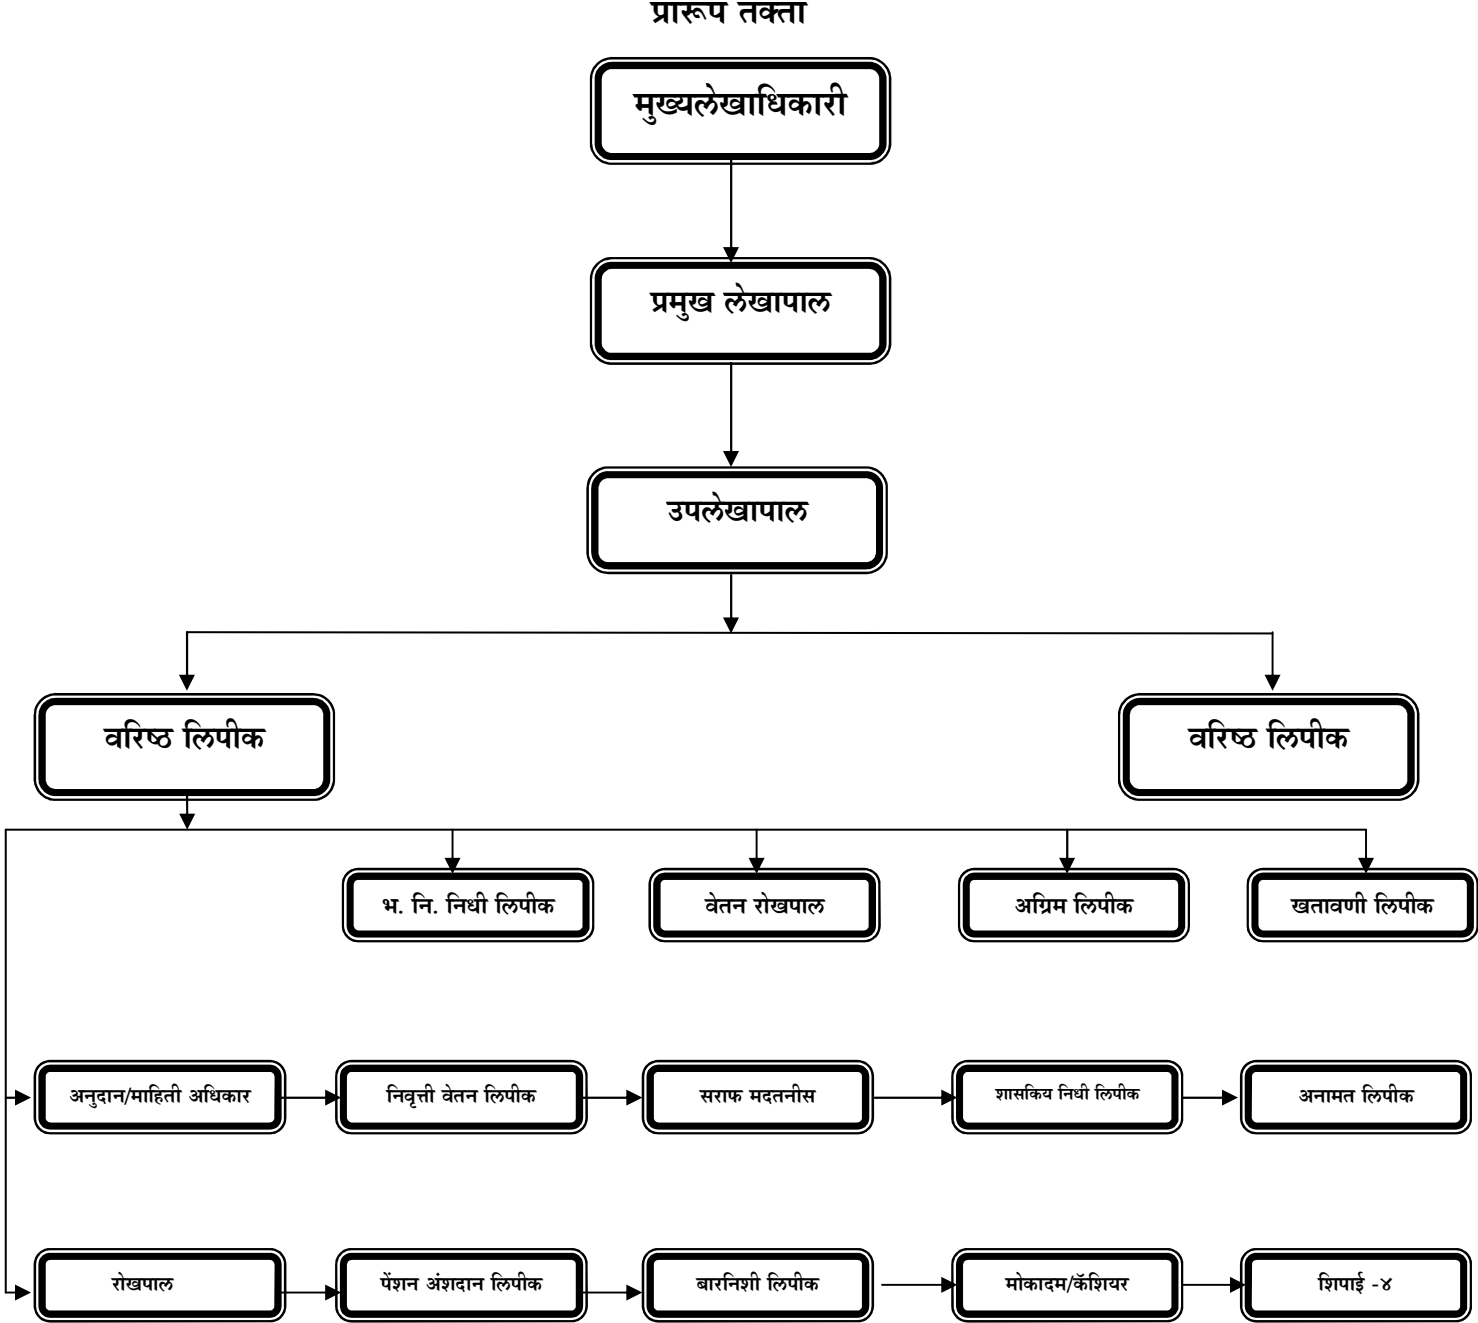 प्रारूप तक्ता
मुख्यलेखाधिकारी
प्रमुख लेखापाल
उपलेखापाल
वरिष्ठ लिपीक
वरिष्ठ लिपीक
भ. नि. निधी लिपीक
वेतन रोखपाल
अग्रिम लिपीक
खतावणी लिपीक
अनुदान/माहिती अधिकार
निवृत्ती वेतन लिपीक
सराफ मदतनीस
शासकिय निधी लिपीक
अनामत लिपीक
रोखपाल
पेंशन अंशदान लिपीक
बारनिशी लिपीक
मोकादम/कॅशियर
शिपाई -४